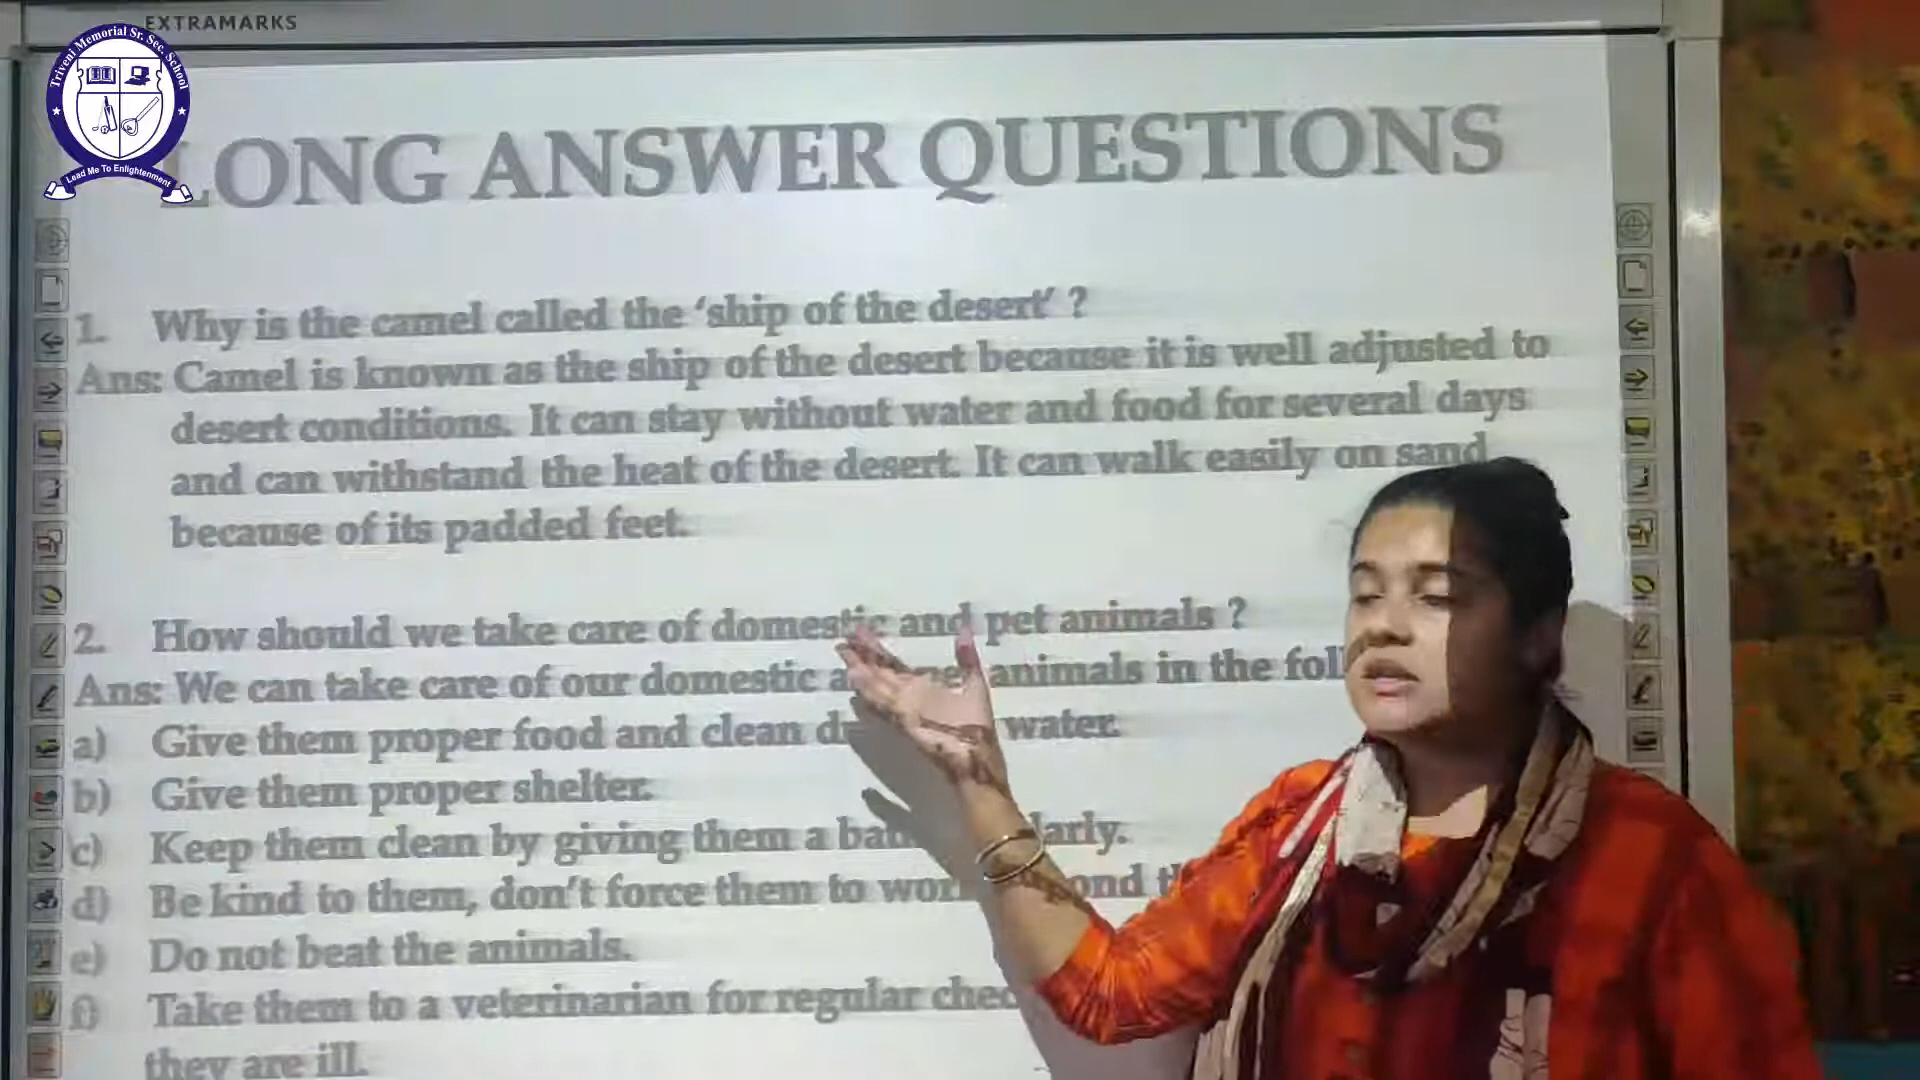 EXTRAMARKS
Triveni Memorial Sr. Sec. School
Lead Me To Enlightenment
LONG ANSWER QUESTIONS
1. Why is the camel called the ‘ship of the desert’ ?
Ans: Camel is known as the ship of the desert because it is well adjusted to
desert conditions. It can stay without water and food for several days
and can withstand the heat of the desert. It can walk easily on sand
because of its padded feet.
2. How should we take care of domestic and pet animals ?
Ans: We can take care of our domestic animals in the
a) Give them proper food and clean water.
b) Give them proper shelter.
c) Keep them clean by giving them a
d) Be kind to them, don’t force them to
e) Do not beat the animals.
f) Take them to a veterinarian for regular
they are ill.